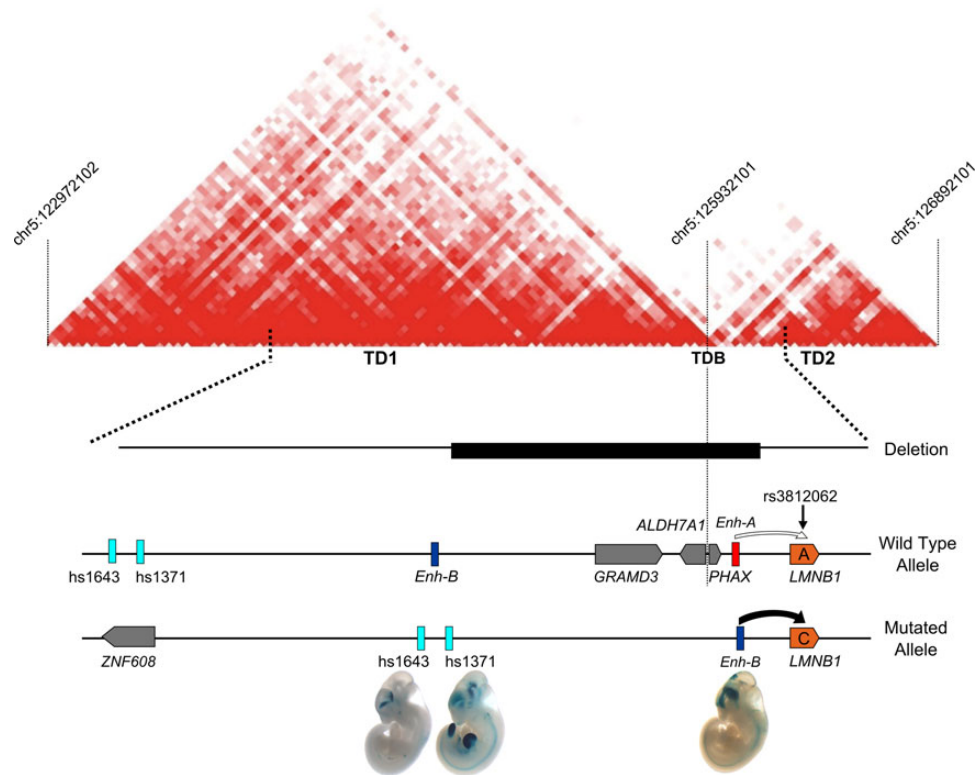 chr5:122972102
chr5:125932101
chr5:126892101
TD1
TDB
TD2
Deletion
rs3812062
ALDH7A1
Enh-A
A
Wild Type
Allele
hs1643
hs1371
Enh-B
GRAMD3
PHAX
LMNB1
C
Mutated
Allele
ZNF608
hs1643
hs1371
Enh-B
LMNB1